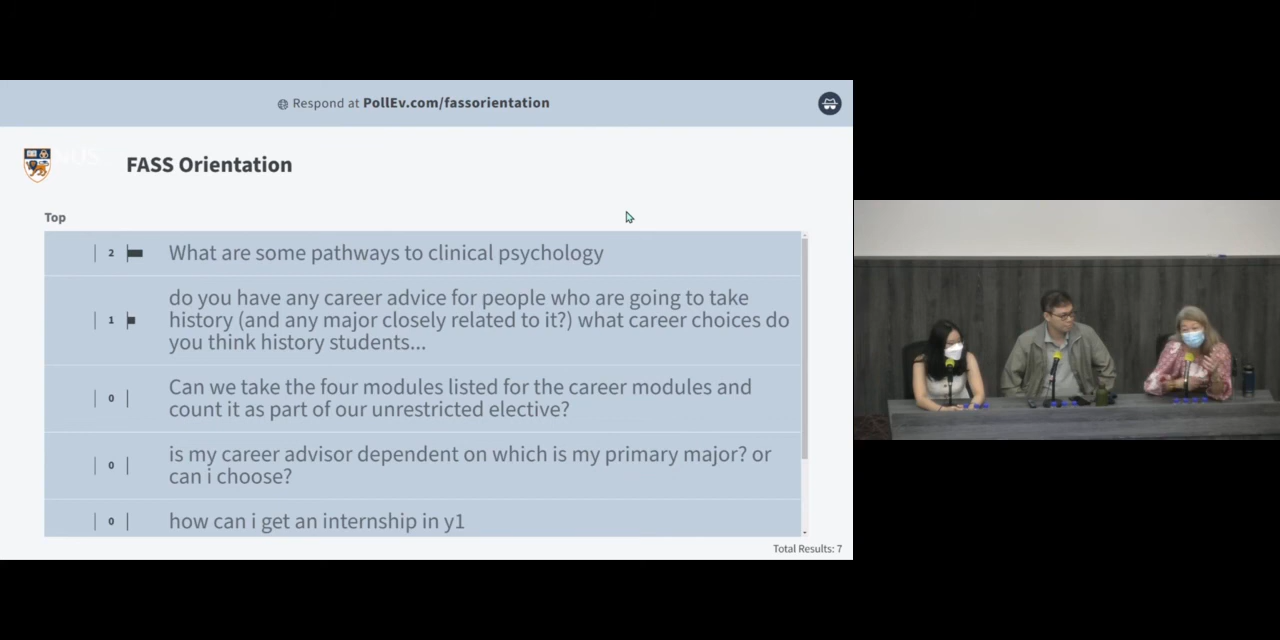 Respond at PollEv.com/fassorientation
NUS
FASS Orientation
Top
2 What are some pathways to clinical psychology
do you have any career advice for people who are going to take
1 history (and any major closely related to it?) what career choices do
you think history students...
Can we take the four modules listed for the career modules and
0
count it as part of our unrestricted elective?
is my career advisor dependent on which is my primary major? or
0
can i choose?
0 how can i get an internship in y1
Total Results: 7